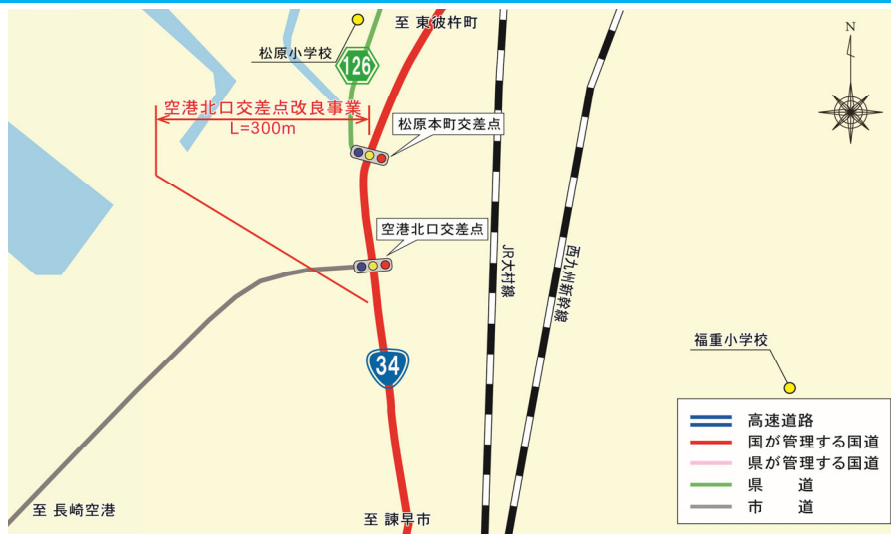 至 東彼杵町
松原小学校
126
空港北口交差点改良事業
L=300m
松原本町交差点
N
空港北口交差点
JR大村線
西九州新幹線
34
福重小学校
高速道路
国が管理する国道
県が管理する国道
県　　道
市　　道
至 長崎空港
至 諫早市